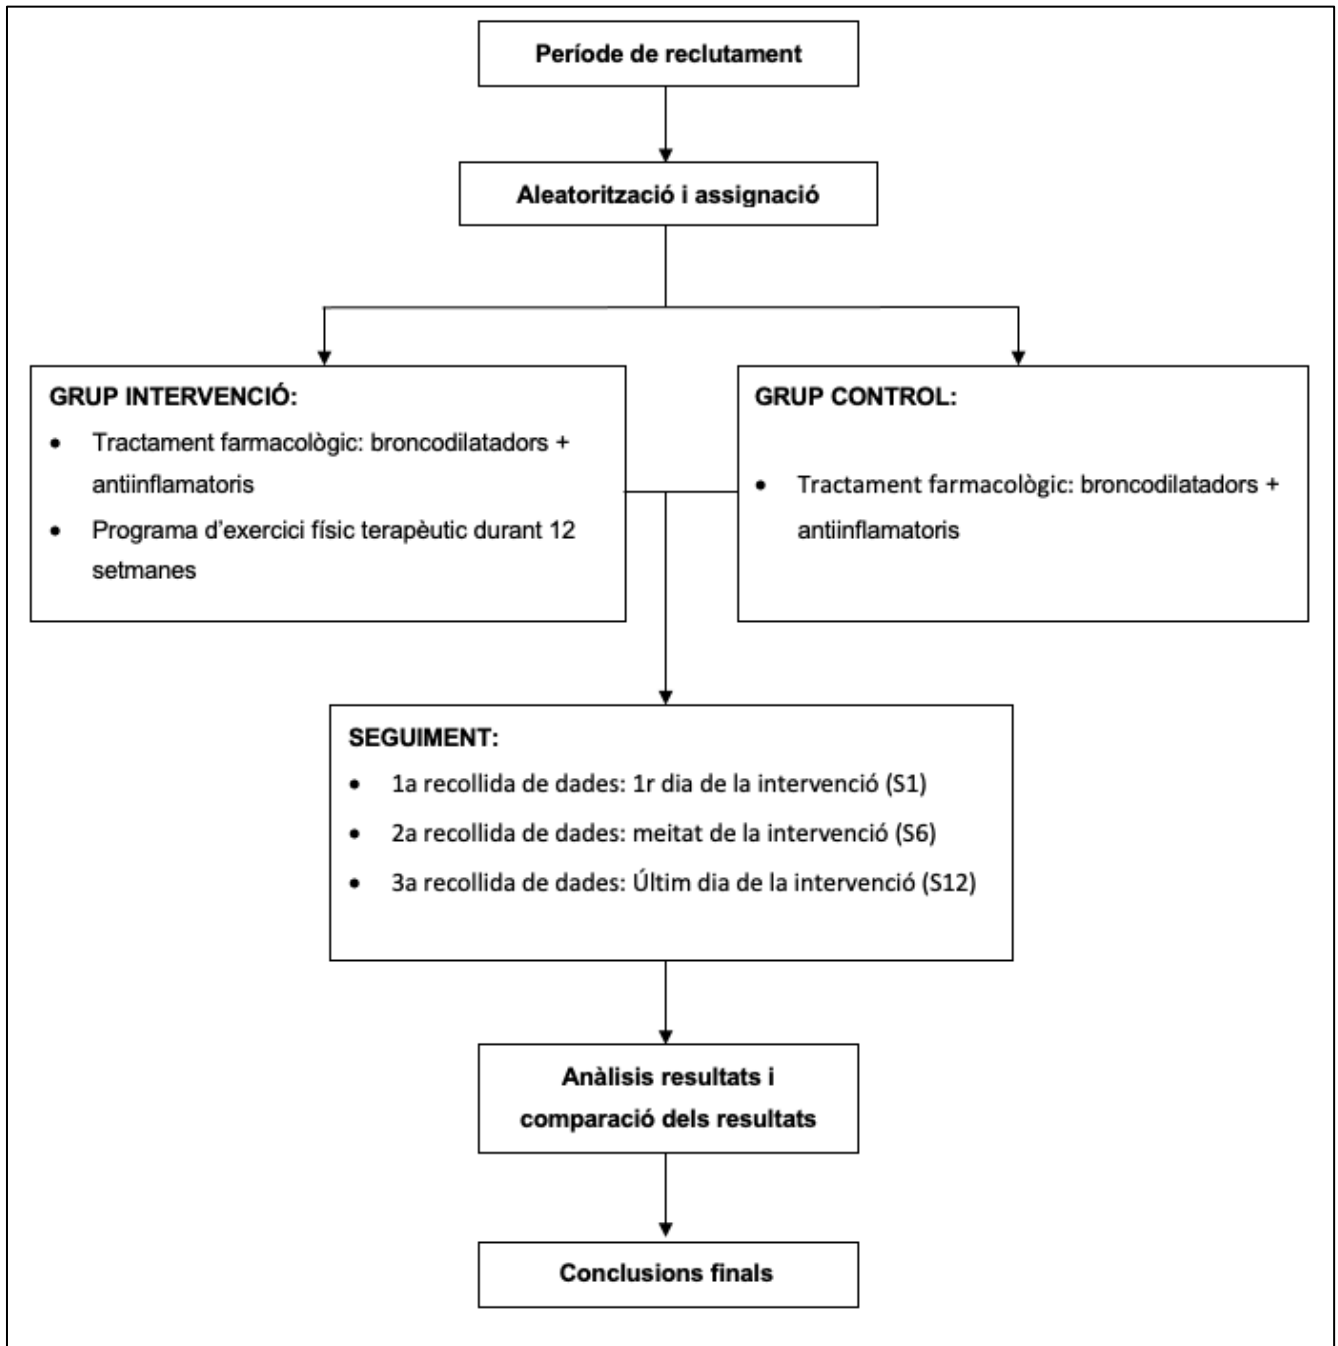 Període de reclutament
Aleatorització i assignació
GRUP INTERVENCIÓ:
• Tractament farmacològic: broncodilatadors +
antiinflamatoris
• Programa d'exercici físic terapèutic durant 12
setmanes
GRUP CONTROL:
• Tractament farmacològic: broncodilatadors +
antiinflamatoris
SEGUIMENT:
• 1a recollida de dades: 1r dia de la intervenció (S1)
• 2a recollida de dades: meitat de la intervenció (S6)
• 3a recollida de dades: Últim dia de la intervenció (S12)
Anàlisis resultats i
comparació dels resultats
Conclusions finals